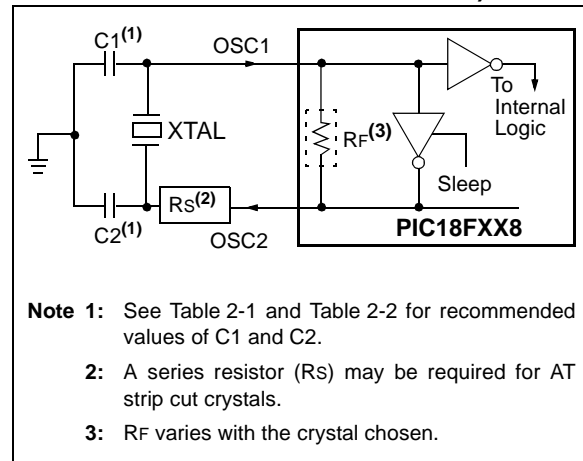 C1(1)
OSC1
To
Internal
Logic
XTAL
RF(3)
Sleep
C2(1)
RS(2)
OSC2
PIC18FXX8
Note 1: See Table 2-1 and Table 2-2 for recommended
values of C1 and C2.
2: A series resistor (RS) may be required for AT
strip cut crystals.
3: RF varies with the crystal chosen.